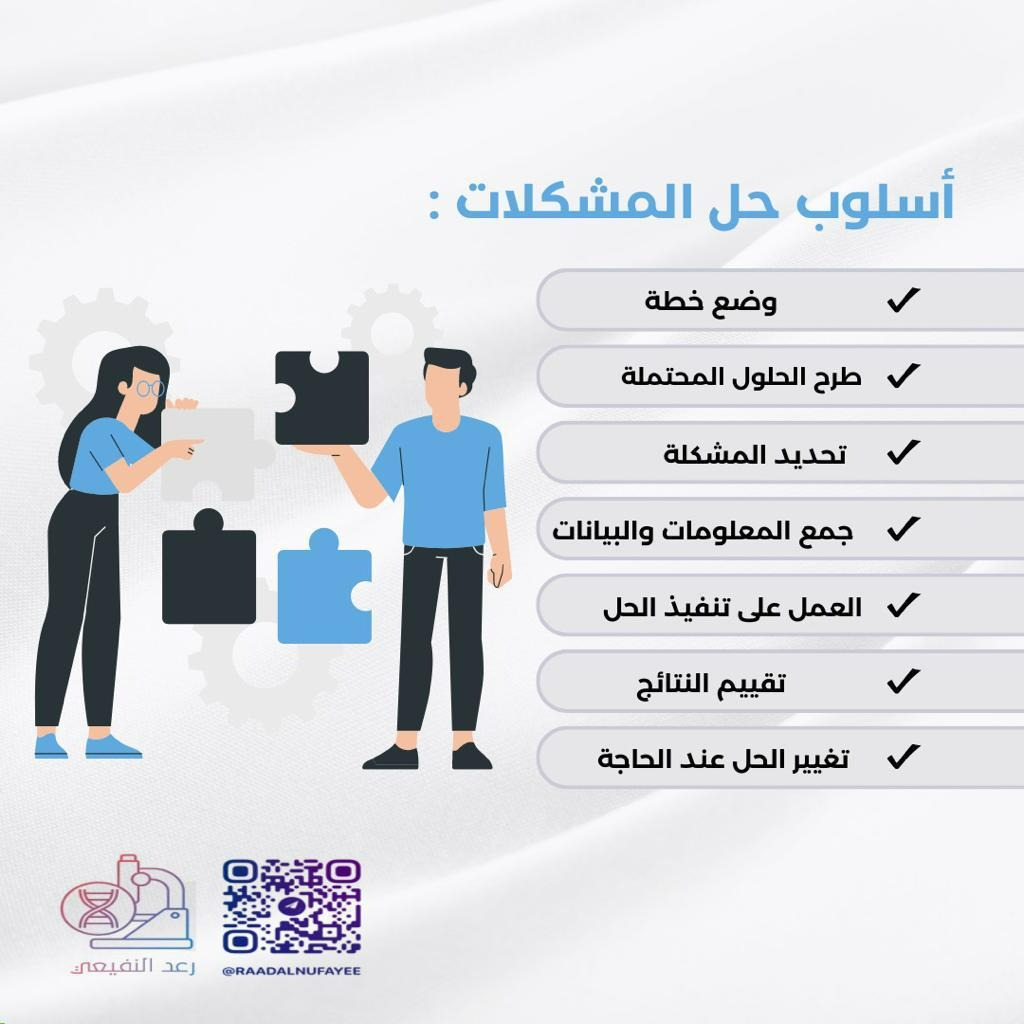 أسلوب حل المشكلات :
وضع خطة
طرح الحلول المحتملة
تحديد المشكلة
جمع المعلومات والبيانات
العمل على تنفيذ الحل
تقييم النتائج
تغيير الحل عند الحاجة
رعد النفيعي
@RAADALNUFAYEE